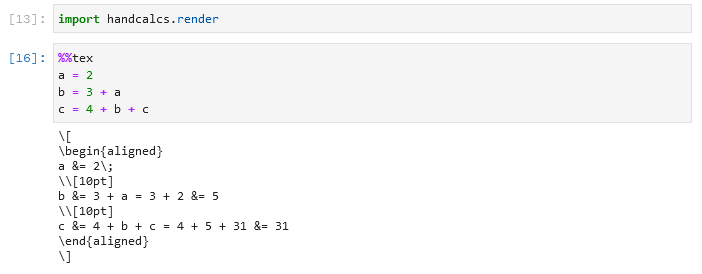 [13]: import handcalcs.render
[16]: %%tex
a = 2
b = 3 + a
c = 4 + b + c
\[
\begin{aligned}
a &= 2\;
\\[10pt]
b &= 3 + a = 3 + 2 &= 5
\\[10pt]
c &= 4 + b + c = 4 + 5 + 31 &= 31
\end{aligned}
\]